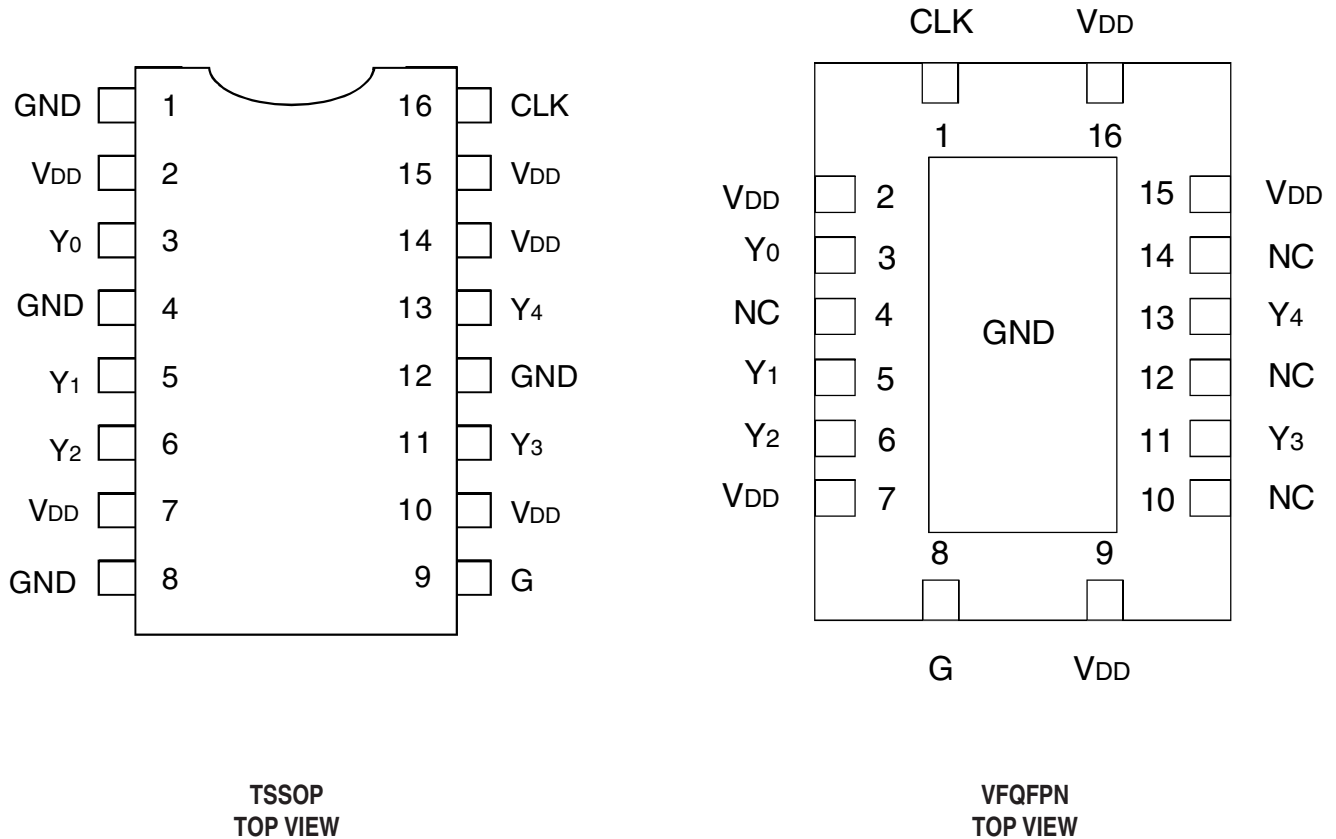 GND 1 16 CLK
VDD 2 15 VDD
Y0 3 14 VDD
GND 4 13 Y4
Y1 5 12 GND
Y2 6 11 Y3
VDD 7 10 VDD
GND 8 9 G
TSSOP
TOP VIEW
CLK VDD
1 16
VDD 2 15 VDD
Y0 3 14 NC
NC 4 13 Y4
GND
Y1 5 12 NC
Y2 6 11 Y3
VDD 7 10 NC
8 9
G VDD
VFQFPN
TOP VIEW